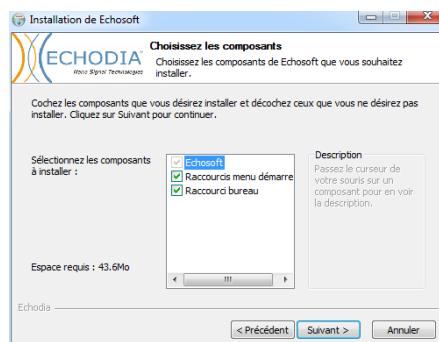 Installation de Echosoft
ECHODIA
Nano Signal Technologies
Choisissez les composants
Choisissez les composants de Echosoft que vous souhaitez
installer.
Cochez les composants que vous désirez installer et décochez ceux que vous ne désirez pas
installer. Cliquez sur Suivant pour continuer.
Sélectionnez les composants
à installer :
Echosoft
Raccourcis menu démarre
Raccourci bureau
Description
Passez le curseur de
votre souris sur un
composant pour en voir
la description.
Espace requis : 43.6Mo
Echodia
< Précédent
Suivant >
Annuler